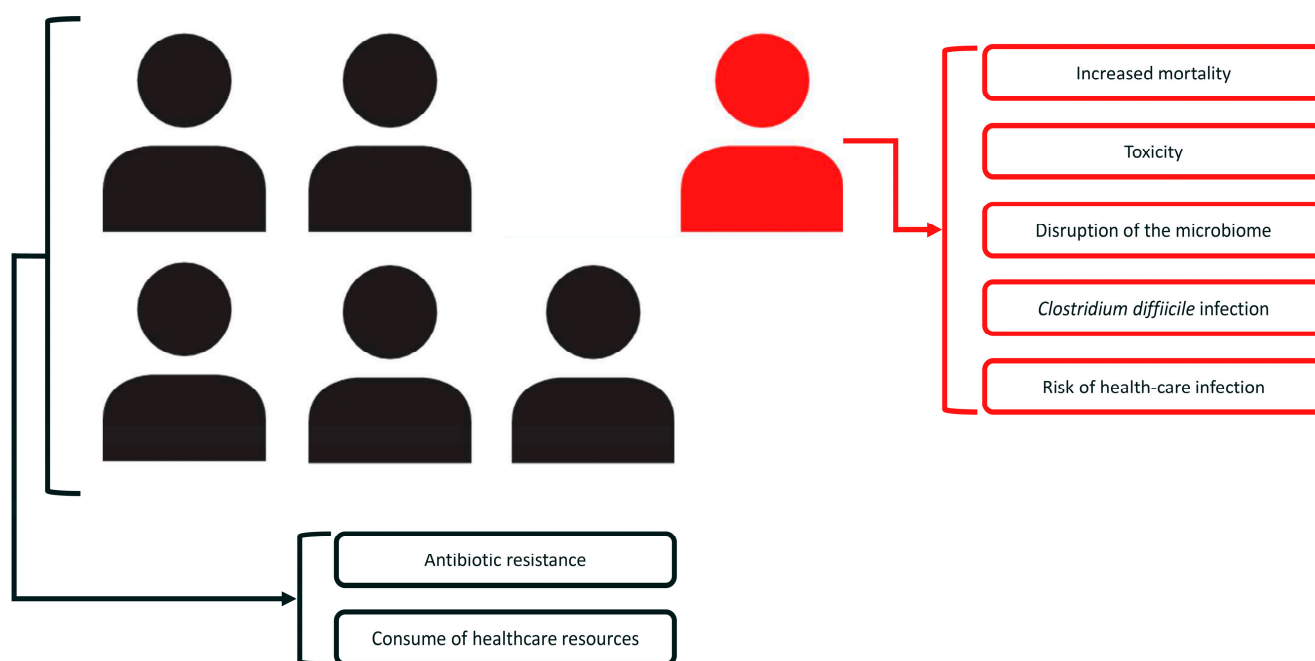 Increased mortality
Toxicity
Disruption of the microbiome
Clostridium diffiicile infection
Risk of health-care infection
Antibiotic resistance
Consume of healthcare resources